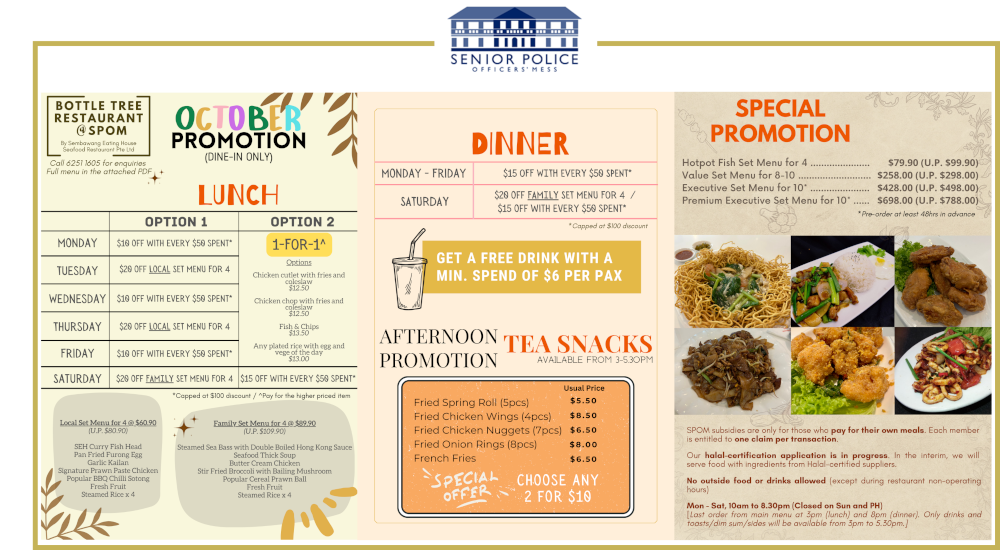 SENIOR POLICE
OFFICERS' MESS
BOTTLE TREE
RESTAURANT
@SPOM
By Sembawang Eating House
Seafood Restaurant Pte Ltd
Call 6251 1605 for enquiries
Full menu in the attached PDF
OCTOBER
PROMOTION
(DINE-IN ONLY)
LUNCH
OPTION 1 OPTION 2
MONDAY $10 OFF WITH EVERY $50 SPENT*
TUESDAY $20 OFF LOCAL SET MENU FOR 4
WEDNESDAY $10 OFF WITH EVERY $50 SPENT*
THURSDAY $20 OFF LOCAL SET MENU FOR 4
FRIDAY $10 OFF WITH EVERY $50 SPENT*
1-FOR-1^
Options
Chicken cutlet with fries and
coleslaw
$12.50
Chicken chop with fries and
coleslaw
$12.50
Fish & Chips
$13.50
Any plated rice with egg and
vege of the day
$13.00
SATURDAY $20 OFF FAMILY SET MENU FOR 4 $15 OFF WITH EVERY $50 SPENT*
*Capped at $100 discount / ^Pay for the higher priced item
Local Set Menu for 4 @ $60.90
(U.P. $80.90)
SEH Curry Fish Head
Pan Fried Furong Egg
Garlic Kailan
Signature Prawn Paste Chicken
Popular BBQ Chilli Sotong
Fresh Fruit
Steamed Rice x 4
Family Set Menu for 4 @ $89.90
(U.P. $109.90)
Steamed Sea Bass with Double Boiled Hong Kong Sauce
Seafood Thick Soup
Butter Cream Chicken
Stir Fried Broccoli with Bailing Mushroom
Popular Cereal Prawn Ball
Fresh Fruit
Steamed Rice x 4
DINNER
MONDAY - FRIDAY $15 OFF WITH EVERY $50 SPENT*
SATURDAY $20 OFF FAMILY SET MENU FOR 4 /
$15 OFF WITH EVERY $50 SPENT*
*Capped at $100 discount
GET A FREE DRINK WITH A
MIN. SPEND OF $6 PER PAX
AFTERNOON
PROMOTION
TEA SNACKS
AVAILABLE FROM 3-530PM
Usual Price
Fried Spring Roll (5pcs) $5.50
Fried Chicken Wings (4pcs) $8.50
Fried Chicken Nuggets (7pcs) $6.50
Fried Onion Rings (8pcs) $8.00
French Fries $6.50
SPECIAL
OFFER
CHOOSE ANY
2 FOR $10
SPECIAL
PROMOTION
Hotpot Fish Set Menu for 4 ...................... $79.90 (U.P. $99.90)
Value Set Menu for 8-10 ......................... $258.00 (U.P. $298.00)
Executive Set Menu for 10* .................... $428.00 (U.P. $498.00)
Premium Executive Set Menu for 10* ...... $698.00 (U.P. $788.00)
*Pre-order at least 48hrs in advance
SPOM subsidies are only for those who pay for their own meals. Each member
is entitled to one claim per transaction.
Our halal-certification application is in progress. In the interim, we will
serve food with ingredients from Halal-certified suppliers.
No outside food or drinks allowed (except during restaurant non-operating
hours)
Mon - Sat, 10am to 8.30pm (Closed on Sun and PH)
[Last order from main menu at 3pm (lunch) and 8pm (dinner). Only drinks and
toasts/dim sum/sides will be available from 3pm to 5.30pm.]